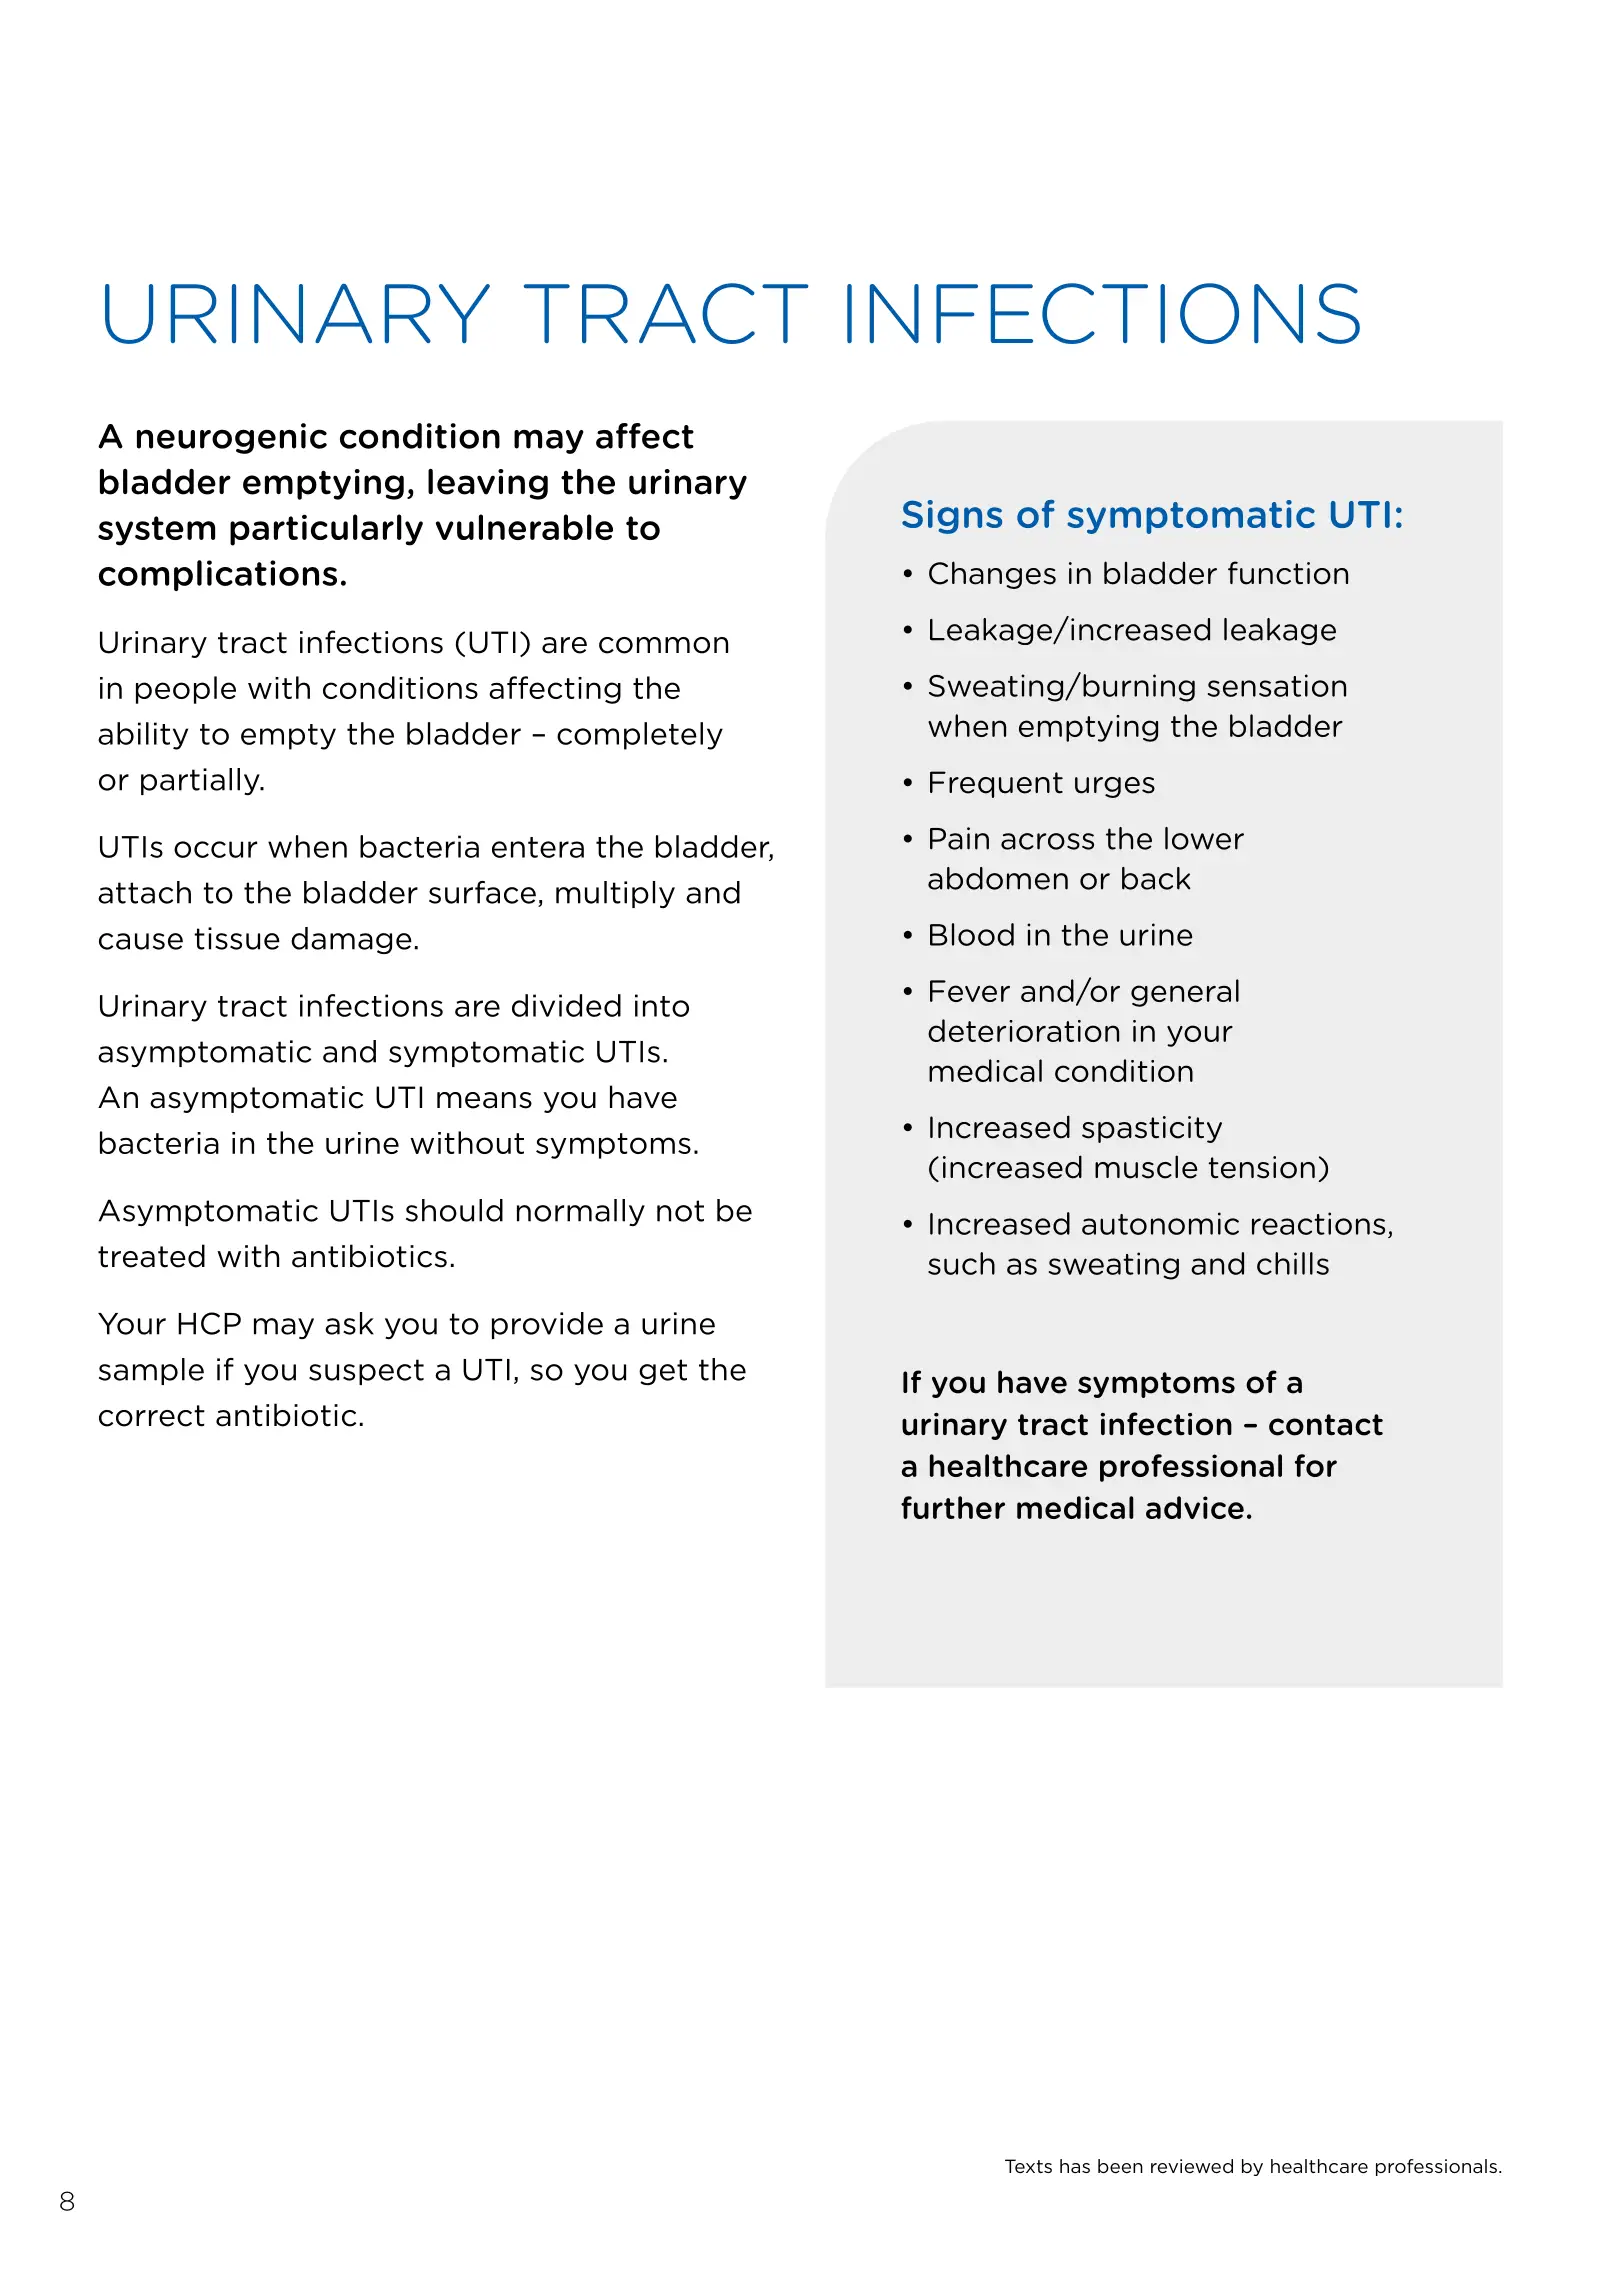 URINARY TRACT INFECTIONS
A neurogenic condition may affect
bladder emptying, leaving the urinary
system particularly vulnerable to
complications.
Urinary tract infections (UTI) are common
in people with conditions affecting the
ability to empty the bladder – completely
or partially.
UTIs occur when bacteria entera the bladder,
attach to the bladder surface, multiply and
cause tissue damage.
Urinary tract infections are divided into
asymptomatic and symptomatic UTIs.
An asymptomatic UTI means you have
bacteria in the urine without symptoms.
Asymptomatic UTIs should normally not be
treated with antibiotics.
Your HCP may ask you to provide a urine
sample if you suspect a UTI, so you get the
correct antibiotic.
Signs of symptomatic UTI:
• Changes in bladder function
• Leakage/increased leakage
• Sweating/burning sensation
when emptying the bladder
• Frequent urges
• Pain across the lower
abdomen or back
• Blood in the urine
• Fever and/or general
deterioration in your
medical condition
• Increased spasticity
(increased muscle tension)
• Increased autonomic reactions,
such as sweating and chills
If you have symptoms of a
urinary tract infection – contact
a healthcare professional for
further medical advice.
Texts has been reviewed by healthcare professionals.
8